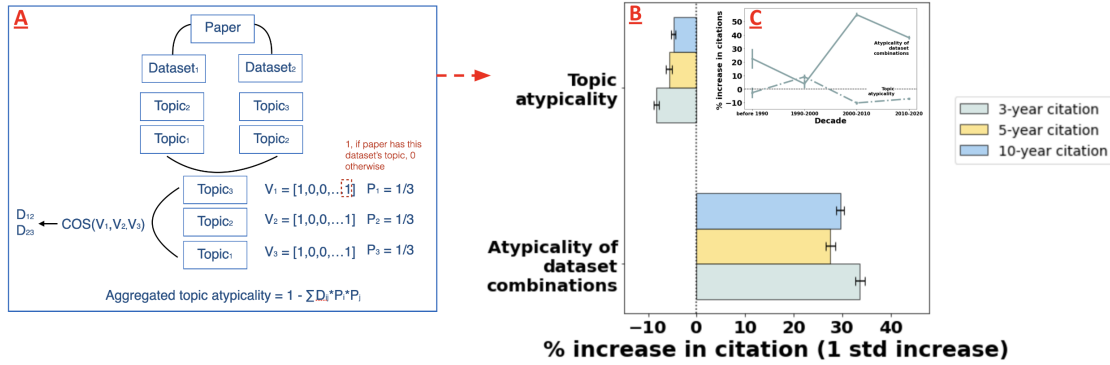 A
Paper
Dataset₁
Dataset₂
Topic₂
Topic₃
Topic₁
Topic₂
1, if paper has this
dataset's topic, 0
otherwise
Topic₃
V₁ = [1,0,0,...1]
P₁ = 1/3
Topic₂
V₂ = [1,0,0,...1]
P₂ = 1/3
Topic₁
V₃ = [1,0,0,...1]
P₃ = 1/3
D₁₂
D₂₃
COS(V₁,V₂,V₃)
Aggregated topic atypicality = 1 - ∑Dᵢⱼ*Pᵢ*Pⱼ
B
Topic
atypicality
Atypicality of
dataset
combinations
−10 0 10 20 30 40
% increase in citation (1 std increase)
C
% increase in citations
50
40
30
20
10
0
−10
Atypicality of
dataset
combinations
Topic
atypicality
before 1990 1990-2000 2000-2010 2010-2020
Decade
3-year citation
5-year citation
10-year citation